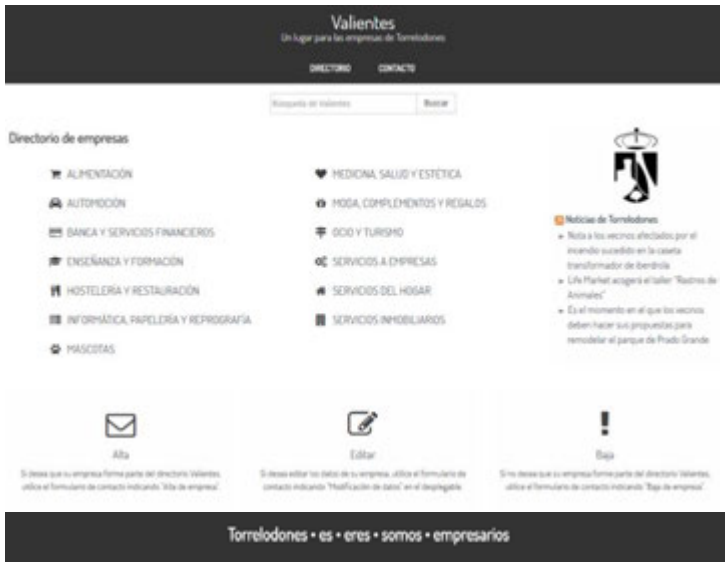 Valientes
Un lugar para las empresas de Torrelodones
DIRECTORIO CONTACTO
Búsqueda de Valientes Buscar
Directorio de empresas
ALIMENTACIÓN
AUTOMOCIÓN
BANCA Y SERVICIOS FINANCIEROS
ENSEÑANZA Y FORMACIÓN
HOSTELERÍA Y RESTAURACIÓN
INFORMÁTICA, PAPELERÍA Y REPROGRAFÍA
MASCOTAS
MEDICINA, SALUD Y ESTÉTICA
MODA, COMPLEMENTOS Y REGALOS
OCIO Y TURISMO
SERVICIOS A EMPRESAS
SERVICIOS DEL HOGAR
SERVICIOS INMOBILIARIOS
Noticias de Torrelodones
Nota a los vecinos afectados por el
incendio sucedido en la caseta
transformador de Iberdrola
Life Market acogerá el taller "Rastros de
Animales"
Es el momento en el que los vecinos
deben hacer sus propuestas para
remodelar el parque de Prado Grande
Alta
Si desea que su empresa forme parte del directorio Valientes,
utilice el formulario de contacto indicando "Alta de empresa".
Editar
Si desea editar los datos de su empresa, utilice el formulario de
contacto indicando "Modificación de datos" en el desplegable.
Baja
Si no desea que su empresa forme parte del directorio Valientes,
utilice el formulario de contacto indicando "Baja de empresa".
Torrelodones • es • eres • somos • empresarios